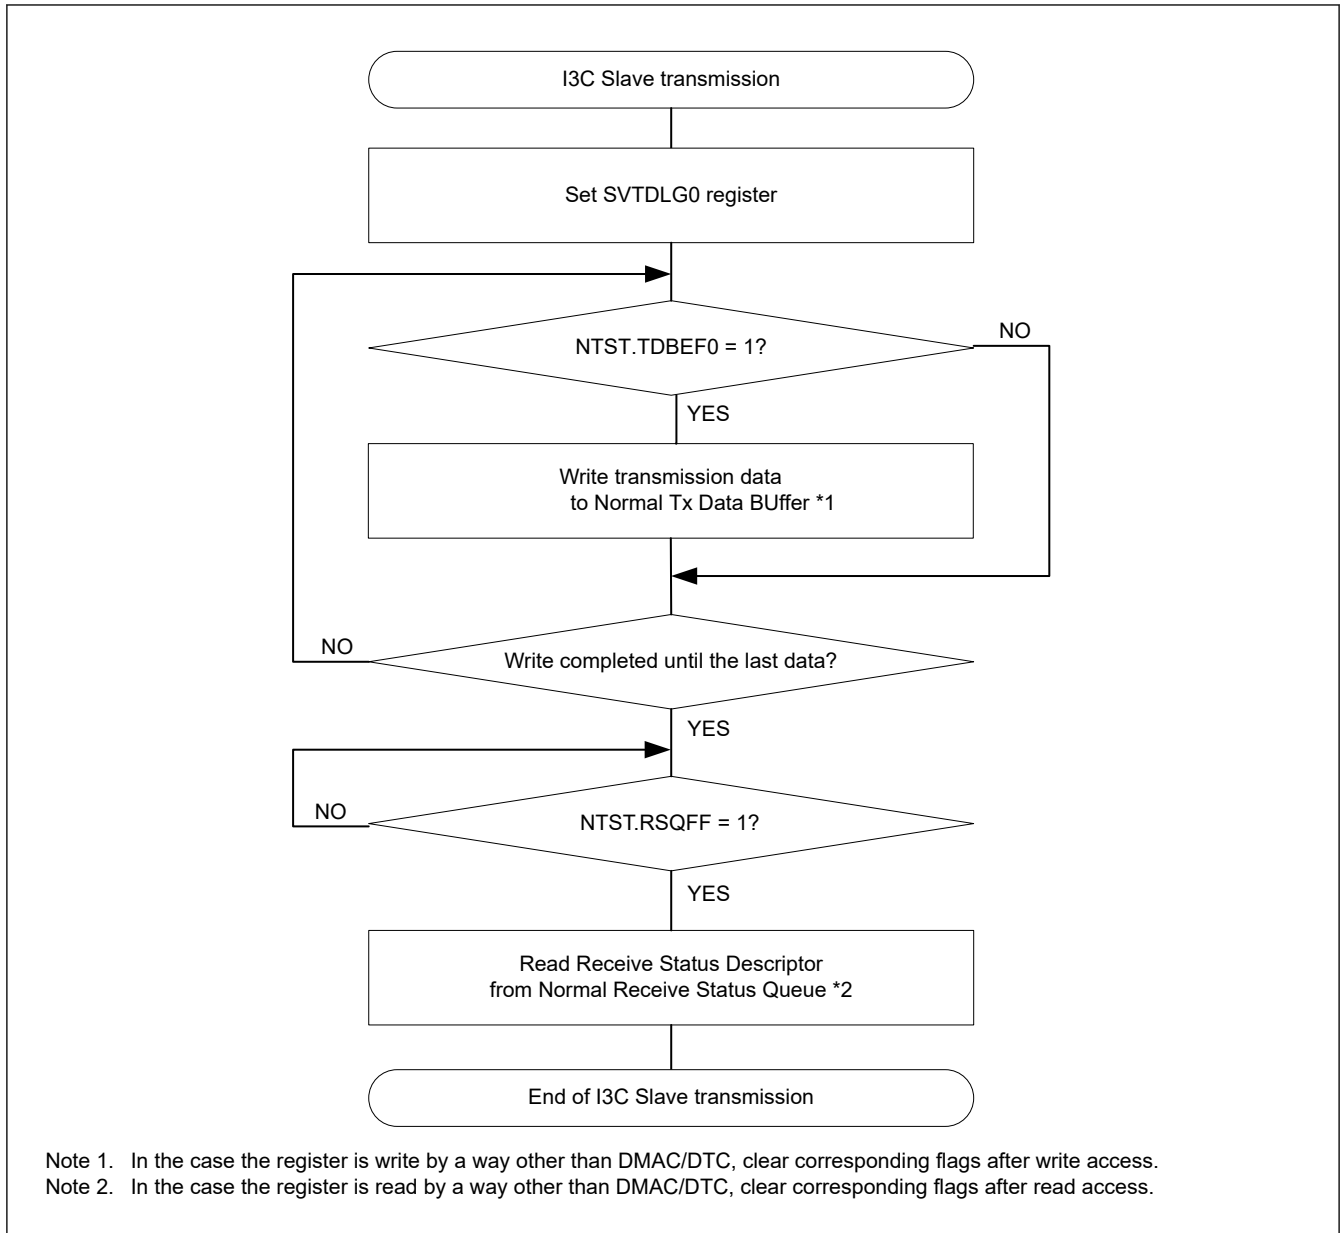 I3C Slave transmission
Set SVTDLG0 register
NTST.TDBEF0 = 1?
NO
YES
Write transmission data
to Normal Tx Data BUffer *1
NO
Write completed until the last data?
YES
NO
NTST.RSQFF = 1?
YES
Read Receive Status Descriptor
from Normal Receive Status Queue *2
End of I3C Slave transmission
Note 1. In the case the register is write by a way other than DMAC/DTC, clear corresponding flags after write access.
Note 2. In the case the register is read by a way other than DMAC/DTC, clear corresponding flags after read access.